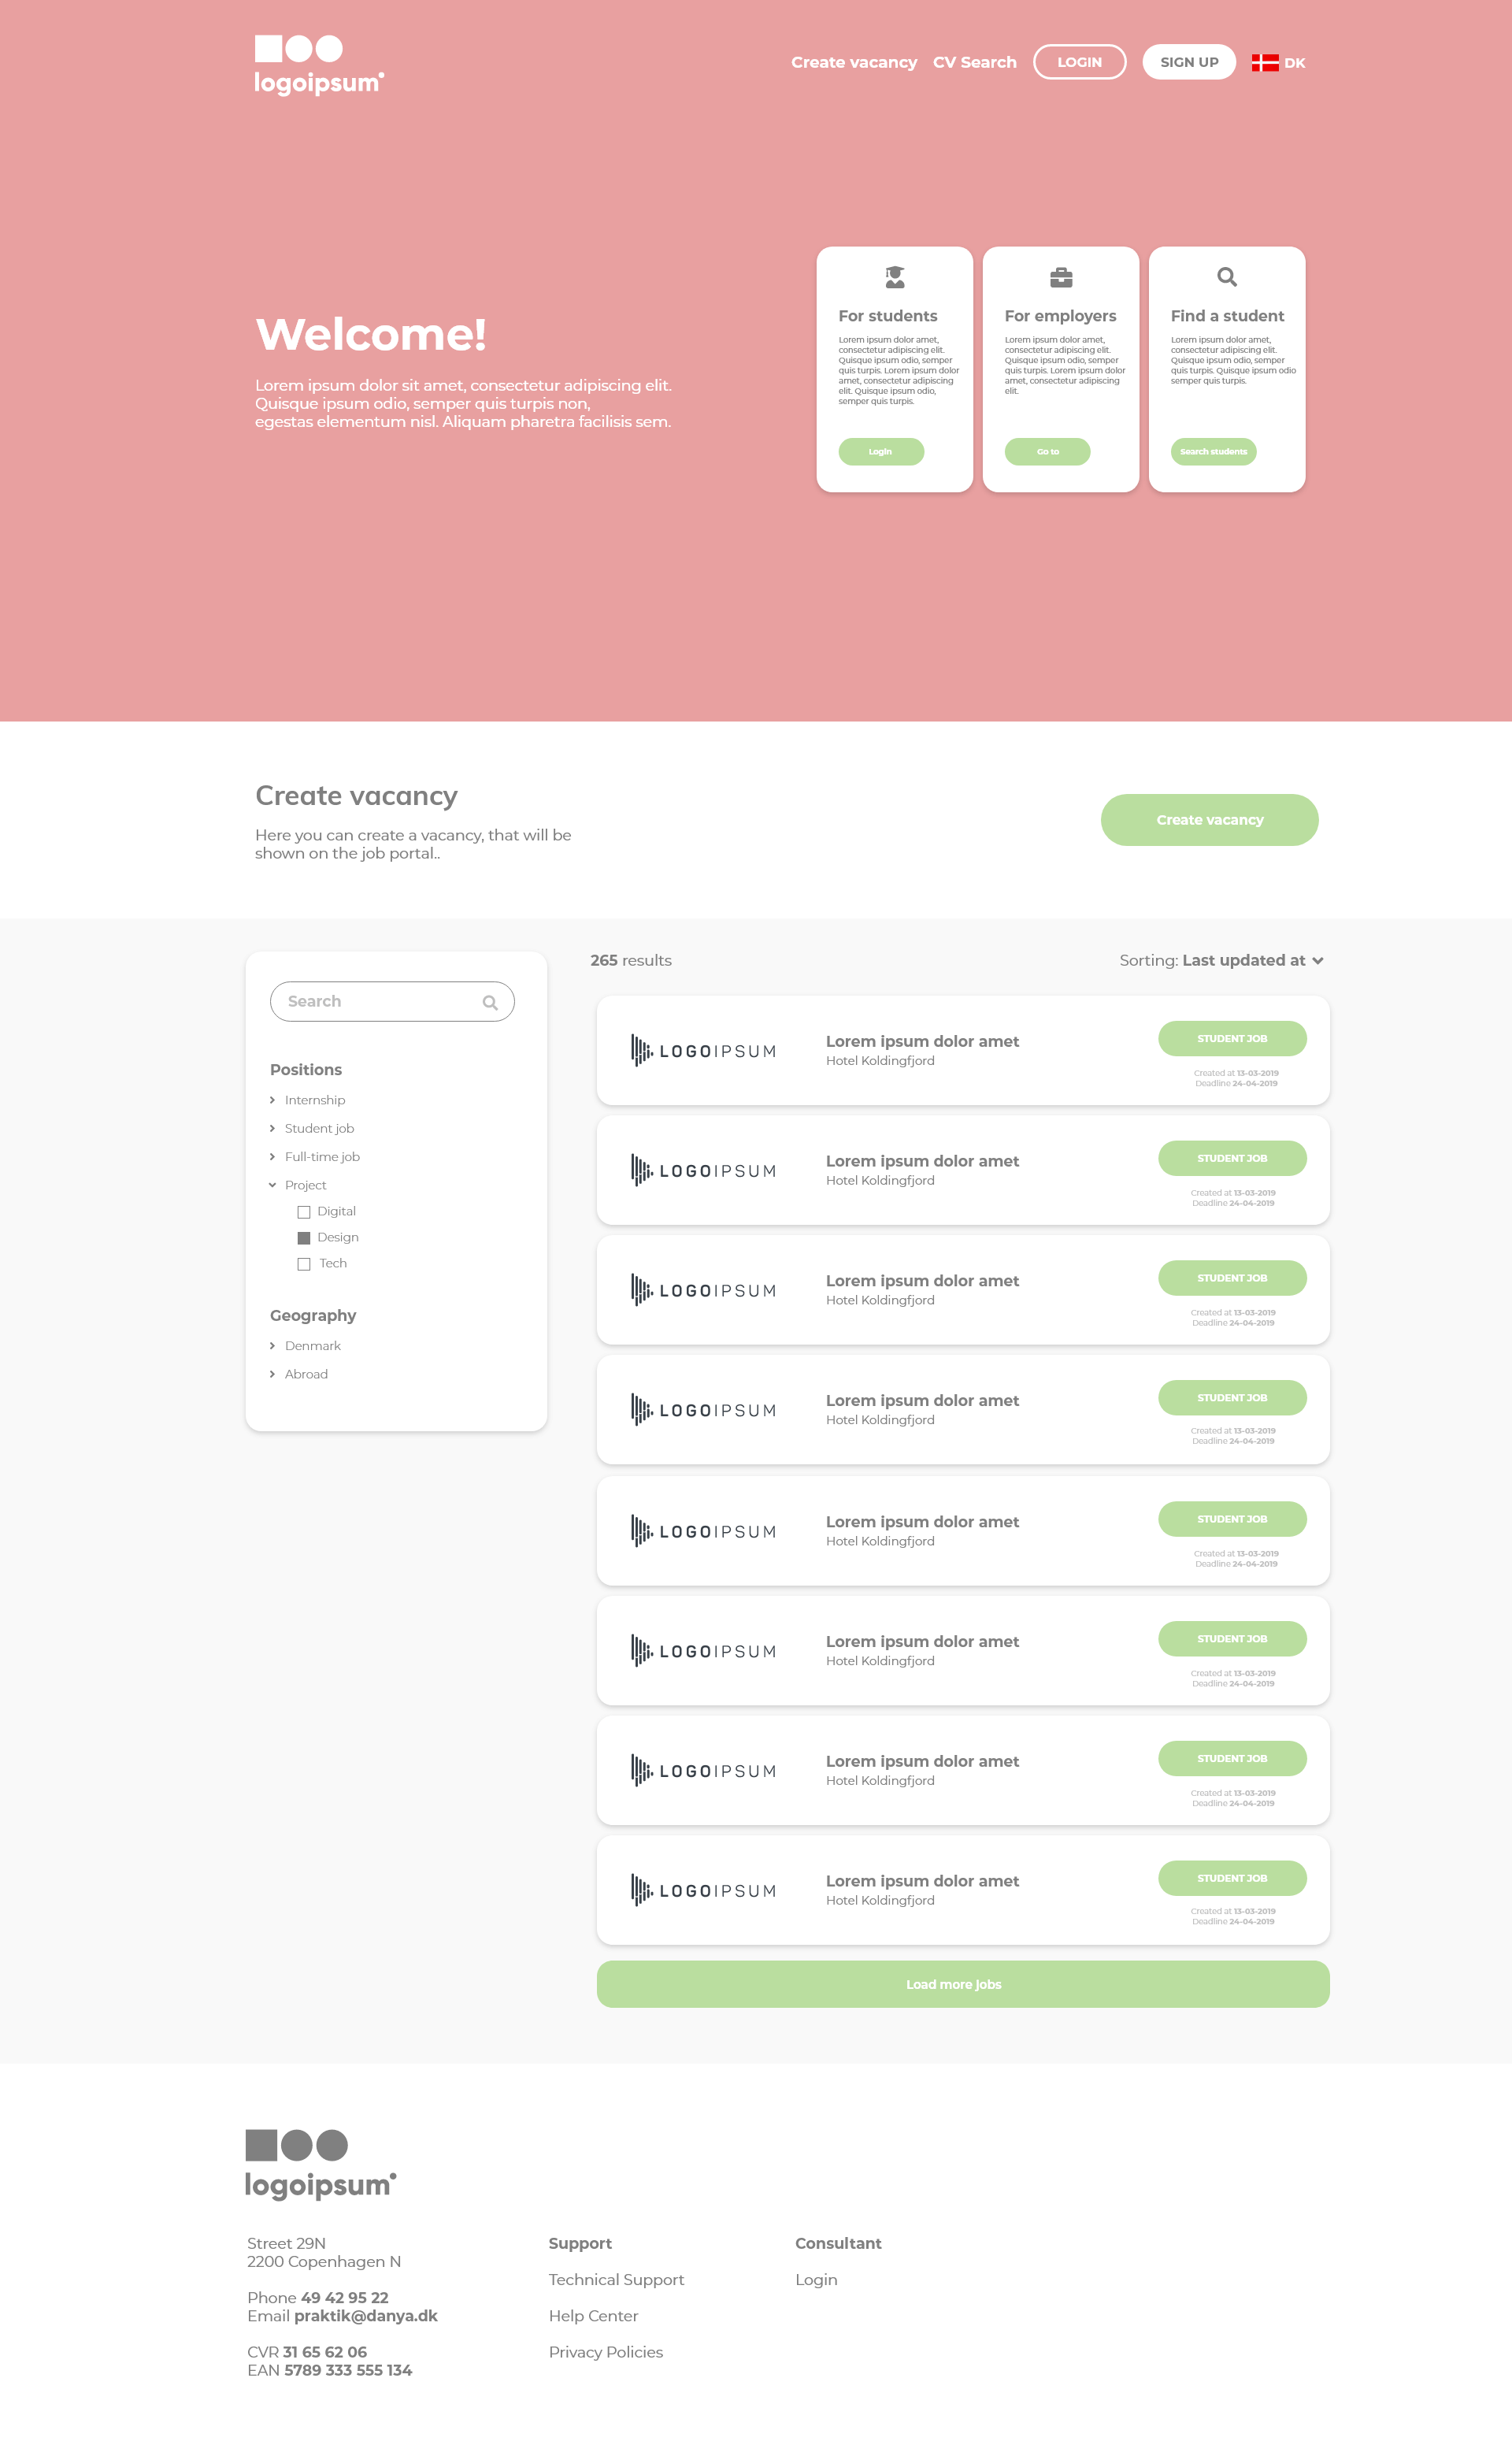 logoipsum
Create vacancy CV Search LOGIN SIGN UP DK
Welcome!
Lorem ipsum dolor sit amet, consectetur adipiscing elit.
Quisque ipsum odio, semper quis turpis non,
egestas elementum nisl. Aliquam pharetra facilisis sem.
For students
Lorem ipsum dolor amet,
consectetur adipiscing elit.
Quisque ipsum odio, semper
quis turpis. Lorem ipsum dolor
amet, consectetur adipiscing
elit. Quisque ipsum odio,
semper quis turpis.
Login
For employers
Lorem ipsum dolor amet,
consectetur adipiscing elit.
Quisque ipsum odio, semper
quis turpis. Lorem ipsum dolor
amet, consectetur adipiscing
elit.
Go to
Find a student
Lorem ipsum dolor amet,
consectetur adipiscing elit.
Quisque ipsum odio, semper
quis turpis. Quisque ipsum odio
semper quis turpis.
Search students
Create vacancy
Here you can create a vacancy, that will be
shown on the job portal..
Create vacancy
Search
Positions
Internship
Student job
Full-time job
Project
Digital
Design
Tech
Geography
Denmark
Abroad
265 results
Sorting: Last updated at
LOGOIPSUM
Lorem ipsum dolor amet
Hotel Koldingfjord
STUDENT JOB
Created at 13-03-2019
Deadline 24-04-2019
LOGOIPSUM
Lorem ipsum dolor amet
Hotel Koldingfjord
STUDENT JOB
Created at 13-03-2019
Deadline 24-04-2019
LOGOIPSUM
Lorem ipsum dolor amet
Hotel Koldingfjord
STUDENT JOB
Created at 13-03-2019
Deadline 24-04-2019
LOGOIPSUM
Lorem ipsum dolor amet
Hotel Koldingfjord
STUDENT JOB
Created at 13-03-2019
Deadline 24-04-2019
LOGOIPSUM
Lorem ipsum dolor amet
Hotel Koldingfjord
STUDENT JOB
Created at 13-03-2019
Deadline 24-04-2019
LOGOIPSUM
Lorem ipsum dolor amet
Hotel Koldingfjord
STUDENT JOB
Created at 13-03-2019
Deadline 24-04-2019
LOGOIPSUM
Lorem ipsum dolor amet
Hotel Koldingfjord
STUDENT JOB
Created at 13-03-2019
Deadline 24-04-2019
LOGOIPSUM
Lorem ipsum dolor amet
Hotel Koldingfjord
STUDENT JOB
Created at 13-03-2019
Deadline 24-04-2019
Load more jobs
logoipsum
Street 29N
2200 Copenhagen N
Phone 49 42 95 22
Email praktik@danya.dk
CVR 31 65 62 06
EAN 5789 333 555 134
Support
Technical Support
Help Center
Privacy Policies
Consultant
Login